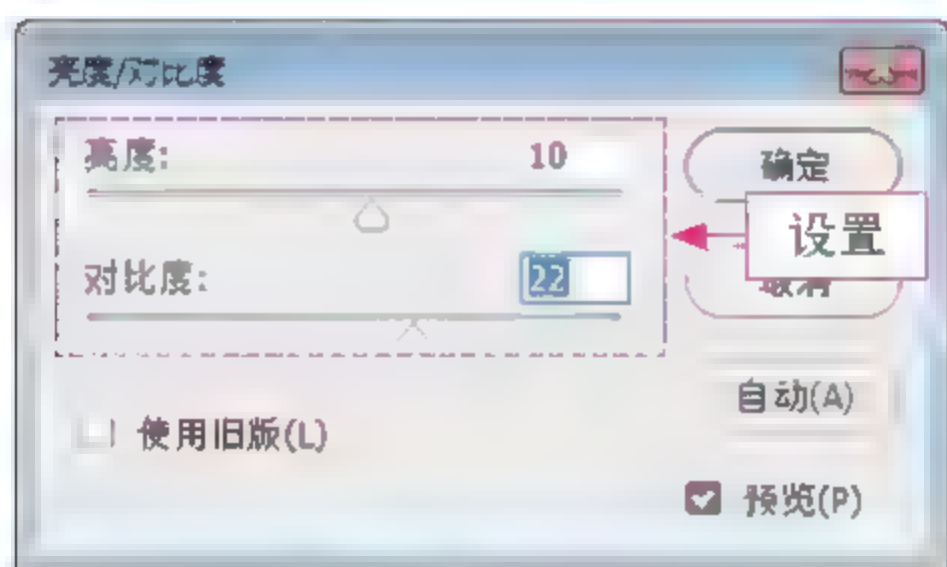 亮度/对比度
亮度: 10
对比度: 22
使用旧版(L)
确定
设置
取消
自动(A)
预览(P)